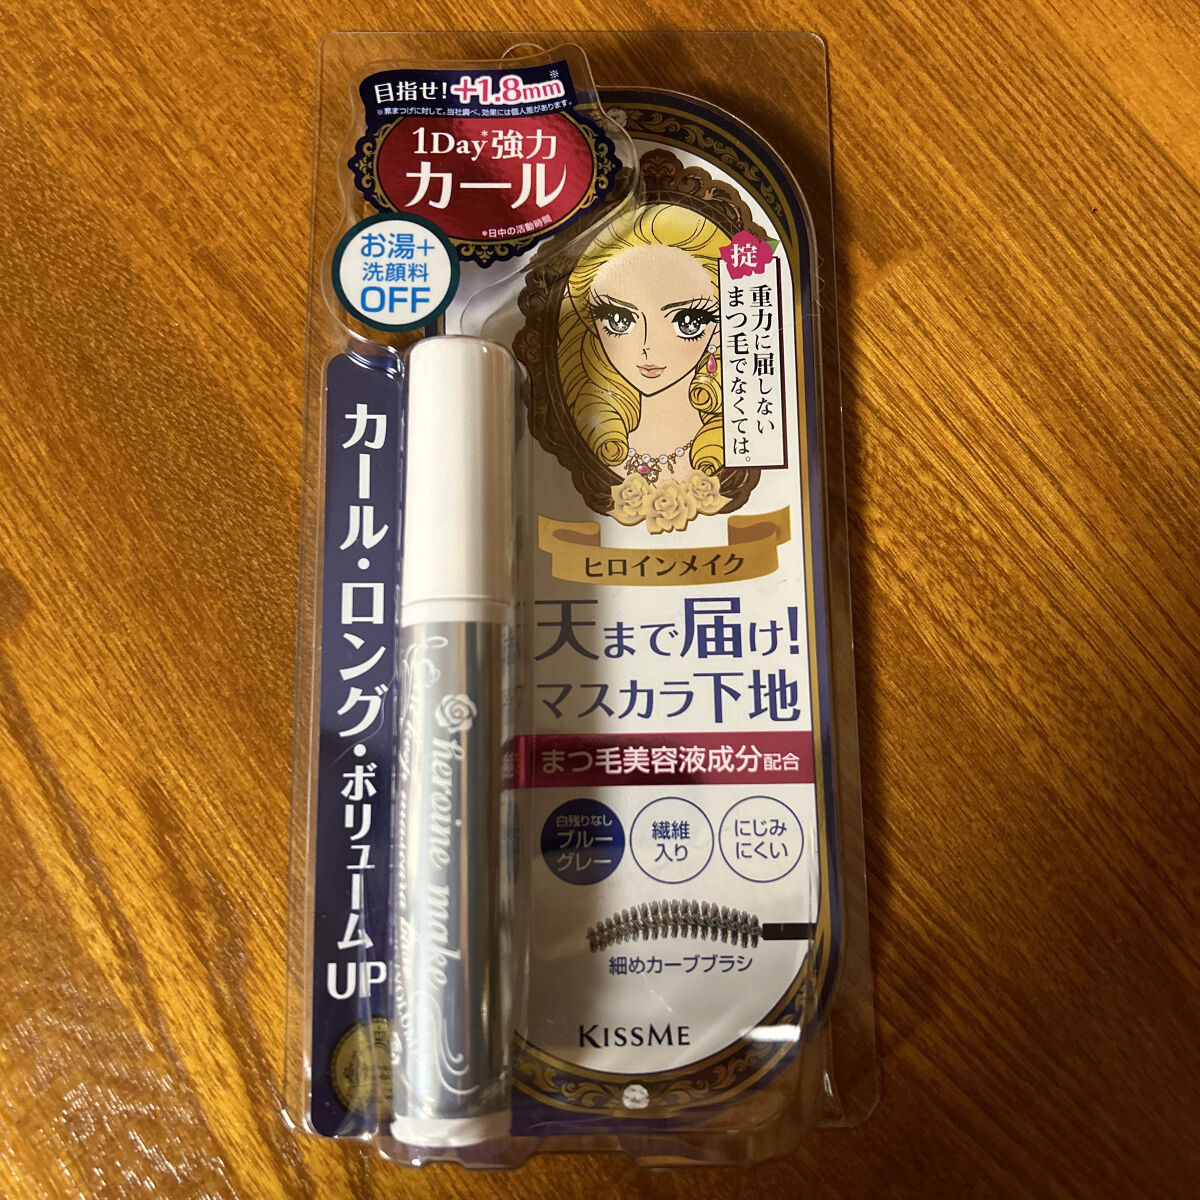 目指せ!+1.8mm※
※素まつげに対して。当社調べ。効果には個人差があります。
1Day*強力
カール
*日中の活動時間
お湯+
洗顔料
OFF
掟
重力に屈しない
まつ毛でなくては。
カール・ロング・ボリュームUP
ヒロインメイク
天まで届け!
マスカラ下地
まつ毛美容液成分配合
白残りなし
ブルー
グレー
繊維
入り
にじみ
にくい
細めカーブブラシ
heroine make
KISSME